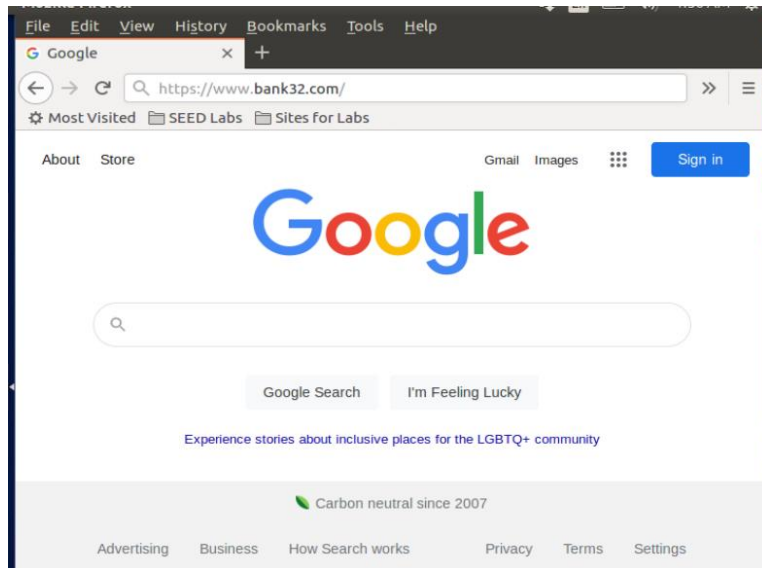 File Edit View History Bookmarks Tools Help
G Google × +
https://www.bank32.com/
Most Visited SEED Labs Sites for Labs
About Store Gmail Images Sign in
Google
Google Search I'm Feeling Lucky
Experience stories about inclusive places for the LGBTQ+ community
Carbon neutral since 2007
Advertising Business How Search works Privacy Terms Settings